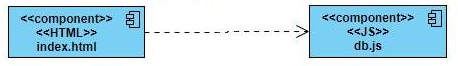 <<component>>
<<HTML>>
index.html
<<component>>
<<JS>>
db.js